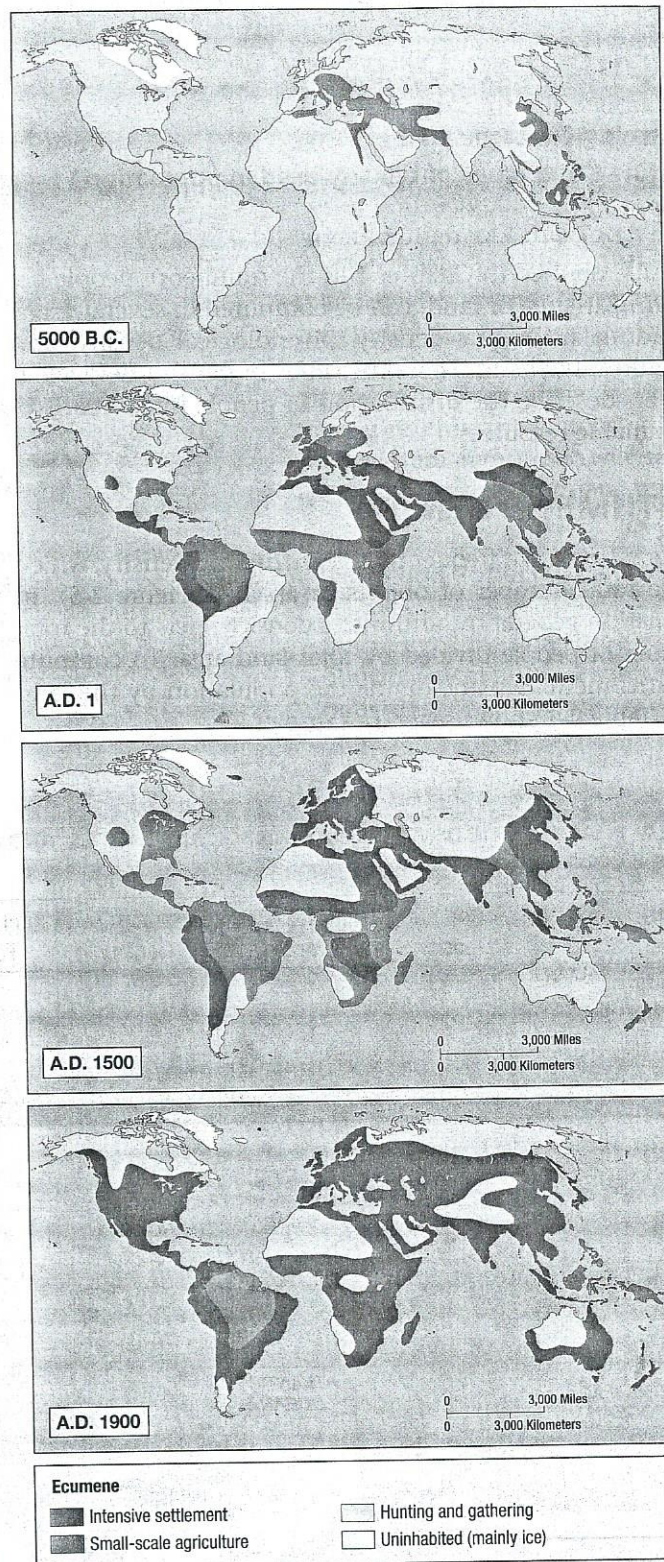 0 3,000 Miles
0 3,000 Kilometers
5000 B.C.
0 3,000 Miles
0 3,000 Kilometers
A.D. 1
0 3,000 Miles
0 3,000 Kilometers
A.D. 1500
0 3,000 Miles
0 3,000 Kilometers
A.D. 1900
Ecumene
Intensive settlement
Hunting and gathering
Small-scale agriculture
Uninhabited (mainly ice)